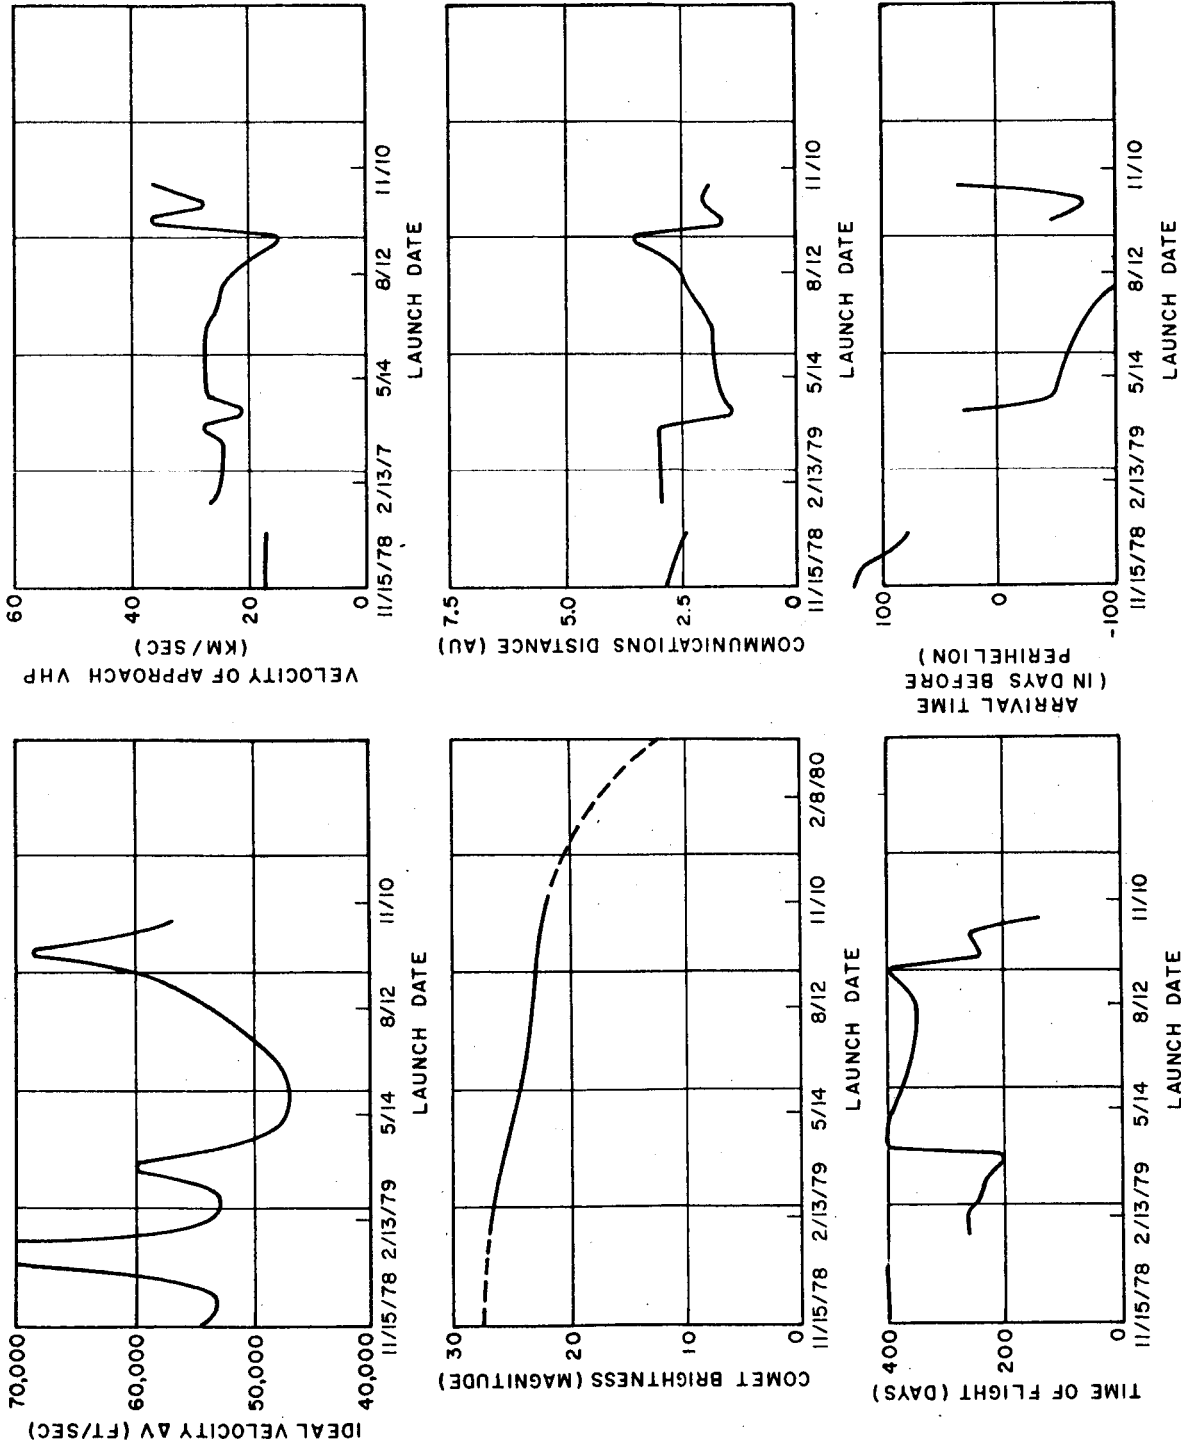 70,000
60,000
50,000
40,000
IDEAL VELOCITY ΔV (FT/SEC)
11/15/78 2/13/79 5/14 8/12 11/10
LAUNCH DATE
60
40
20
0
VELOCITY OF APPROACH VHP
(KM/SEC)
11/15/78 2/13/7 5/14 8/12 11/10
LAUNCH DATE
30
20
10
0
COMET BRIGHTNESS (MAGNITUDE)
11/15/78 2/13/79 5/14 8/12 11/10 2/8/80
LAUNCH DATE
7.5
5.0
2.5
0
COMMUNICATIONS DISTANCE (AU)
11/15/78 2/13/79 5/14 8/12 11/10
LAUNCH DATE
400
200
0
TIME OF FLIGHT (DAYS)
11/15/78 2/13/79 5/14 8/12 11/10
LAUNCH DATE
100
0
-100
ARRIVAL TIME
(IN DAYS BEFORE
PERIHELION)
11/15/78 2/13/79 5/14 8/12 11/10
LAUNCH DATE